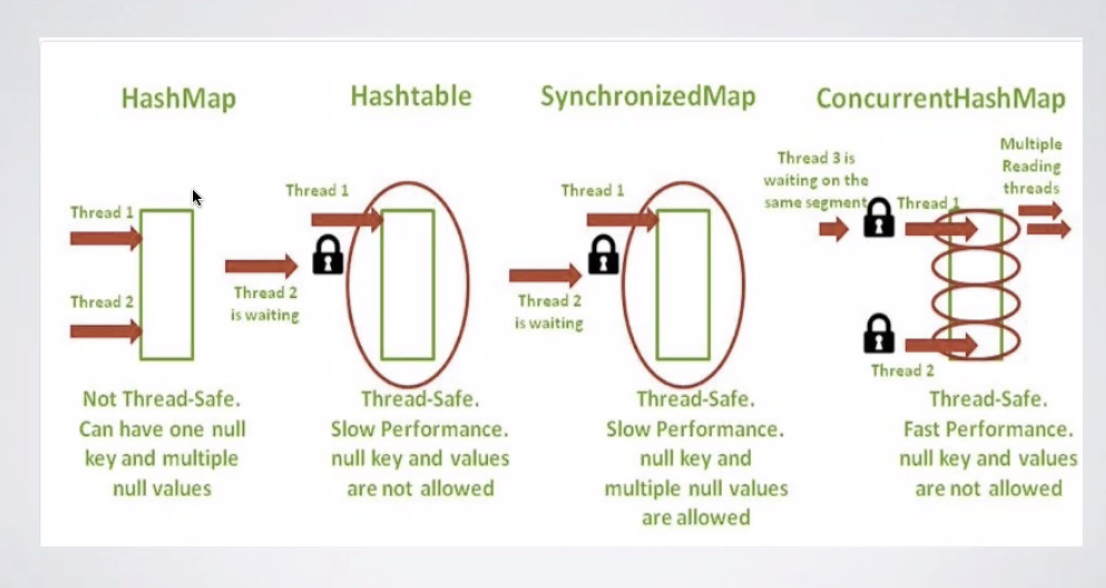 HashMap
Thread 1
Thread 2
Not Thread-Safe.
Can have one null
key and multiple
null values
Hashtable
Thread 1
Thread 2
is waiting
Thread-Safe.
Slow Performance.
null key and values
are not allowed
SynchronizedMap
Thread 1
Thread 2
is waiting
Thread-Safe.
Slow Performance.
null key and
multiple null values
are allowed
ConcurrentHashMap
Thread 3 is
waiting on the
same segment
Thread 1
Multiple
Reading
threads
Thread 2
Thread-Safe.
Fast Performance.
null key and values
are not allowed